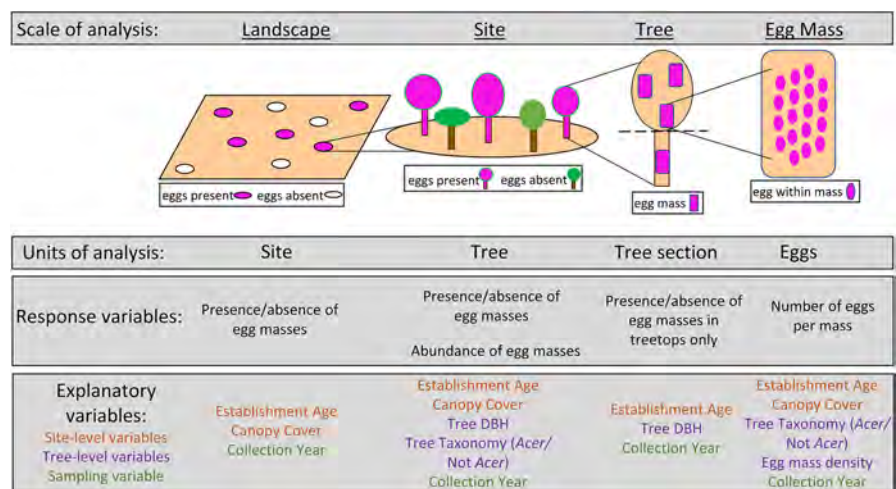 Scale of analysis: Landscape Site Tree Egg Mass
eggs present eggs absent
eggs present eggs absent
egg mass
egg within mass
Units of analysis: Site Tree Tree section Eggs
Response variables:
Presence/absence of
egg masses
Presence/absence of
egg masses
Abundance of egg masses
Presence/absence of
egg masses in
treetops only
Number of eggs
per mass
Explanatory
variables:
Site-level variables
Tree-level variables
Sampling variable
Establishment Age
Canopy Cover
Collection Year
Establishment Age
Canopy Cover
Tree DBH
Tree Taxonomy (Acer/
Not Acer)
Collection Year
Establishment Age
Tree DBH
Collection Year
Establishment Age
Canopy Cover
Tree Taxonomy (Acer/
Not Acer)
Egg mass density
Collection Year